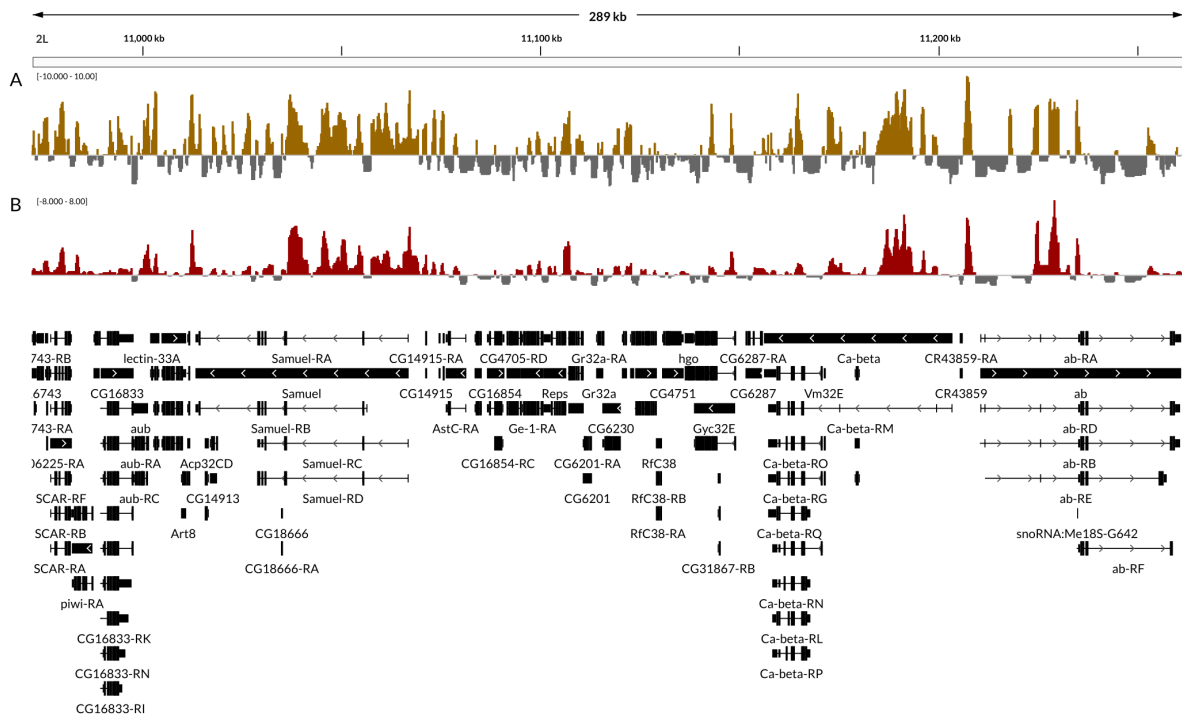 289 kb
2L 11,000 kb 11,100 kb 11,200 kb
A [-10.000 - 10.00]
B [-8.000 - 8.00]
743-RB lectin-33A Samuel-RA CG14915-RA CG4705-RD Gr32a-RA hgo CG6287-RA Ca-beta CR43859-RA ab-RA
6743 CG16833 Samuel CG14915 CG16854 Reps Gr32a CG4751 CG6287 Vm32E CR43859 ab
743-RA aub Samuel-RB AstC-RA Ge-1-RA CG6230 Gyc32E Ca-beta-RM ab-RD
06225-RA aub-RA Acp32CD Samuel-RC CG16854-RC CG6201-RA RfC38 Ca-beta-RO ab-RB
SCAR-RF aub-RC CG14913 Samuel-RD CG6201 RfC38-RB Ca-beta-RG ab-RE
SCAR-RB Art8 CG18666 RfC38-RA Ca-beta-RQ snoRNA:Me18S-G642
SCAR-RA CG18666-RA CG31867-RB ab-RF
piwi-RA Ca-beta-RN
CG16833-RK Ca-beta-RL
CG16833-RN Ca-beta-RP
CG16833-RI